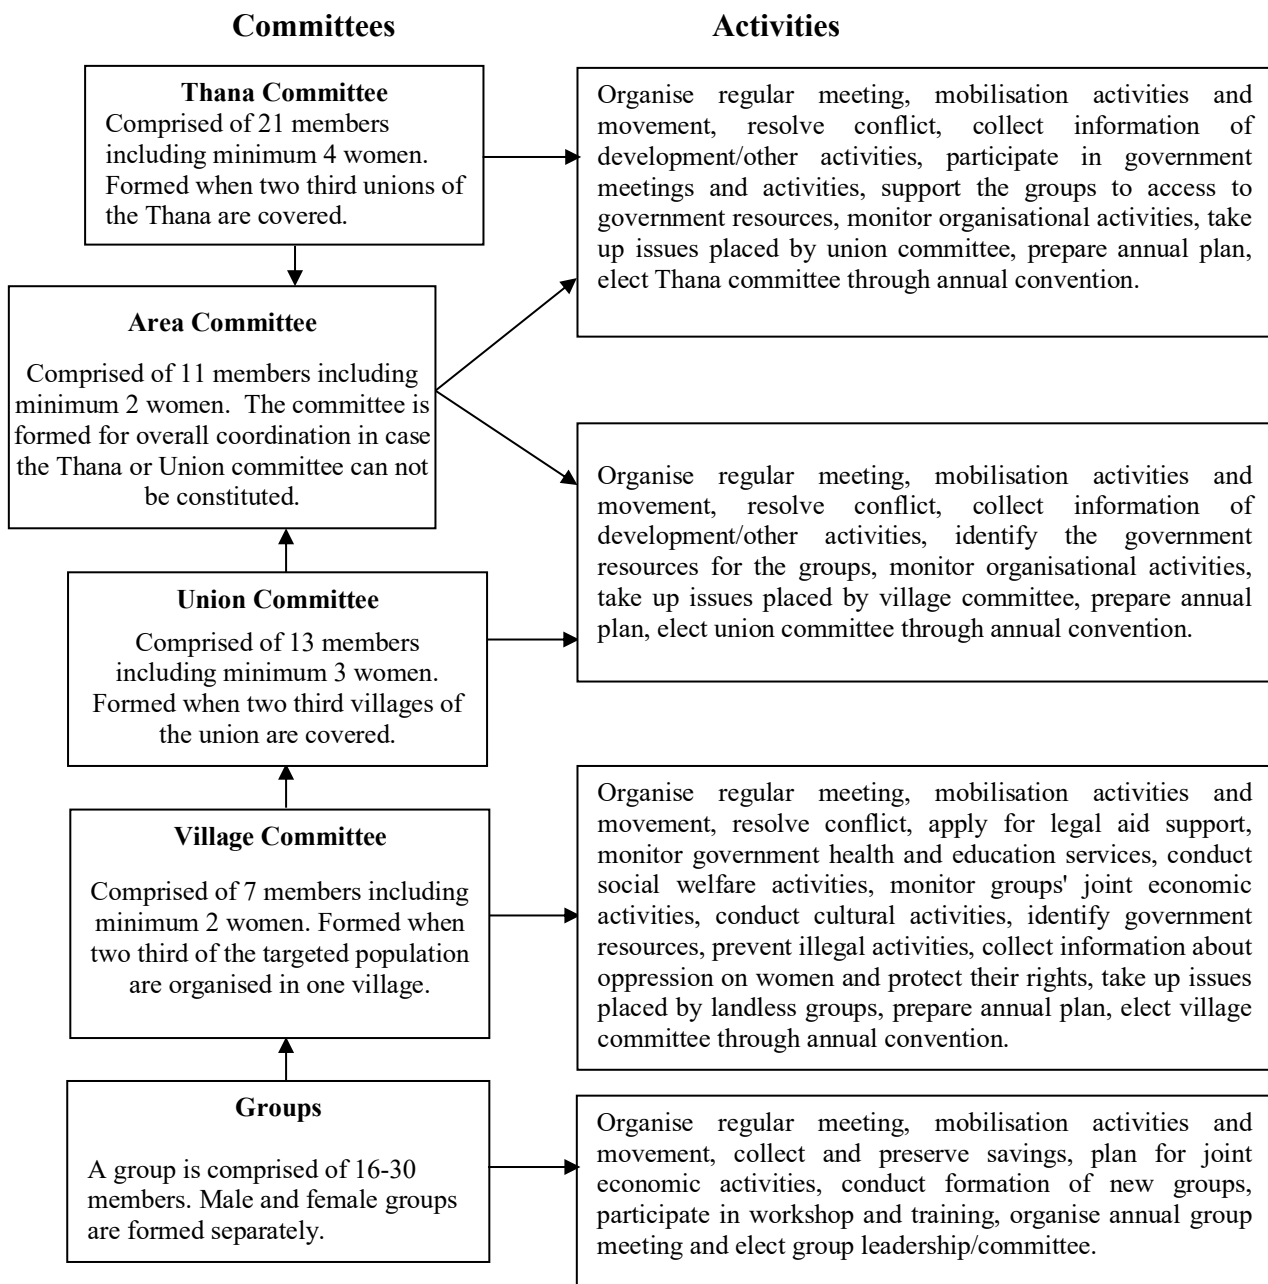 Committees
Activities
Thana Committee
Comprised of 21 members
including minimum 4 women.
Formed when two third unions of
the Thana are covered.
Organise regular meeting, mobilisation activities and
movement, resolve conflict, collect information of
development/other activities, participate in government
meetings and activities, support the groups to access to
government resources, monitor organisational activities, take
up issues placed by union committee, prepare annual plan,
elect Thana committee through annual convention.
Area Committee
Comprised of 11 members including
minimum 2 women. The committee is
formed for overall coordination in case
the Thana or Union committee can not
be constituted.
Organise regular meeting, mobilisation activities and
movement, resolve conflict, collect information of
development/other activities, identify the government
resources for the groups, monitor organisational activities,
take up issues placed by village committee, prepare annual
plan, elect union committee through annual convention.
Union Committee
Comprised of 13 members
including minimum 3 women.
Formed when two third villages of
the union are covered.
Village Committee
Comprised of 7 members including
minimum 2 women. Formed when
two third of the targeted population
are organised in one village.
Organise regular meeting, mobilisation activities and
movement, resolve conflict, apply for legal aid support,
monitor government health and education services, conduct
social welfare activities, monitor groups' joint economic
activities, conduct cultural activities, identify government
resources, prevent illegal activities, collect information about
oppression on women and protect their rights, take up issues
placed by landless groups, prepare annual plan, elect village
committee through annual convention.
Groups
A group is comprised of 16-30
members. Male and female groups
are formed separately.
Organise regular meeting, mobilisation activities and
movement, collect and preserve savings, plan for joint
economic activities, conduct formation of new groups,
participate in workshop and training, organise annual group
meeting and elect group leadership/committee.